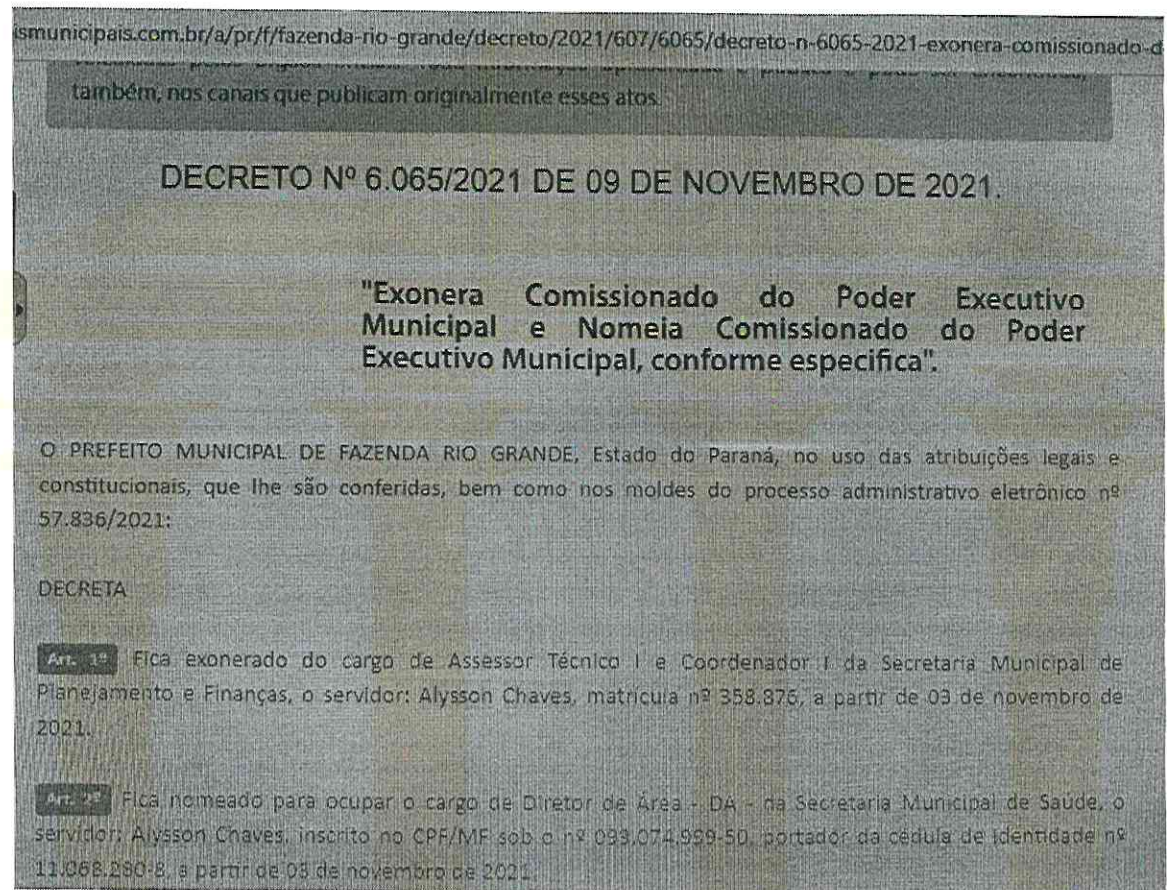 ismunicipais.com.br/a/pr/f/fazenda-rio-grande/decreto/2021/607/6065/decreto-n-6065-2021-exonera-comissionado-d
também, nos canais que publicam originalmente esses atos.
DECRETO Nº 6.065/2021 DE 09 DE NOVEMBRO DE 2021.
"Exonera Comissionado do Poder Executivo
Municipal e Nomeia Comissionado do Poder
Executivo Municipal, conforme especifica".
O PREFEITO MUNICIPAL DE FAZENDA RIO GRANDE, Estado do Paraná, no uso das atribuições legais e
constitucionais, que lhe são conferidas, bem como nos moldes do processo administrativo eletrônico nº
57.836/2021:
DECRETA
Art. 1º Fica exonerado do cargo de Assessor Técnico I e Coordenador I da Secretaria Municipal de
Planejamento e Finanças, o servidor: Alysson Chaves, matrícula nº 358.876, a partir de 03 de novembro de
2021.
Art. 2º Fica nomeado para ocupar o cargo de Diretor de Área - DA - da Secretaria Municipal de Saúde, o
servidor: Alysson Chaves, inscrito no CPF/MF sob o nº 093.074.999-50, portador da cédula de identidade nº
11.068.280-8, a partir de 03 de novembro de 2021.